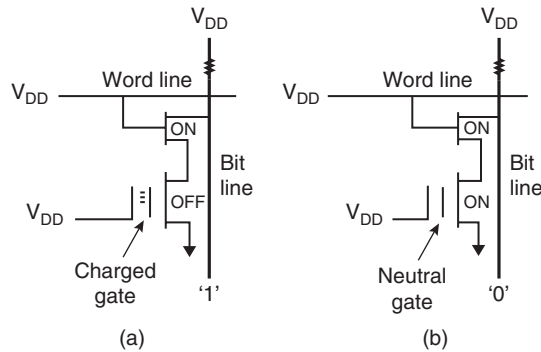 V_DD
Word line
V_DD
ON
Bit
line
OFF
V_DD
Charged
gate
'1'
(a)
V_DD
Word line
V_DD
ON
Bit
line
ON
V_DD
Neutral
gate
'0'
(b)